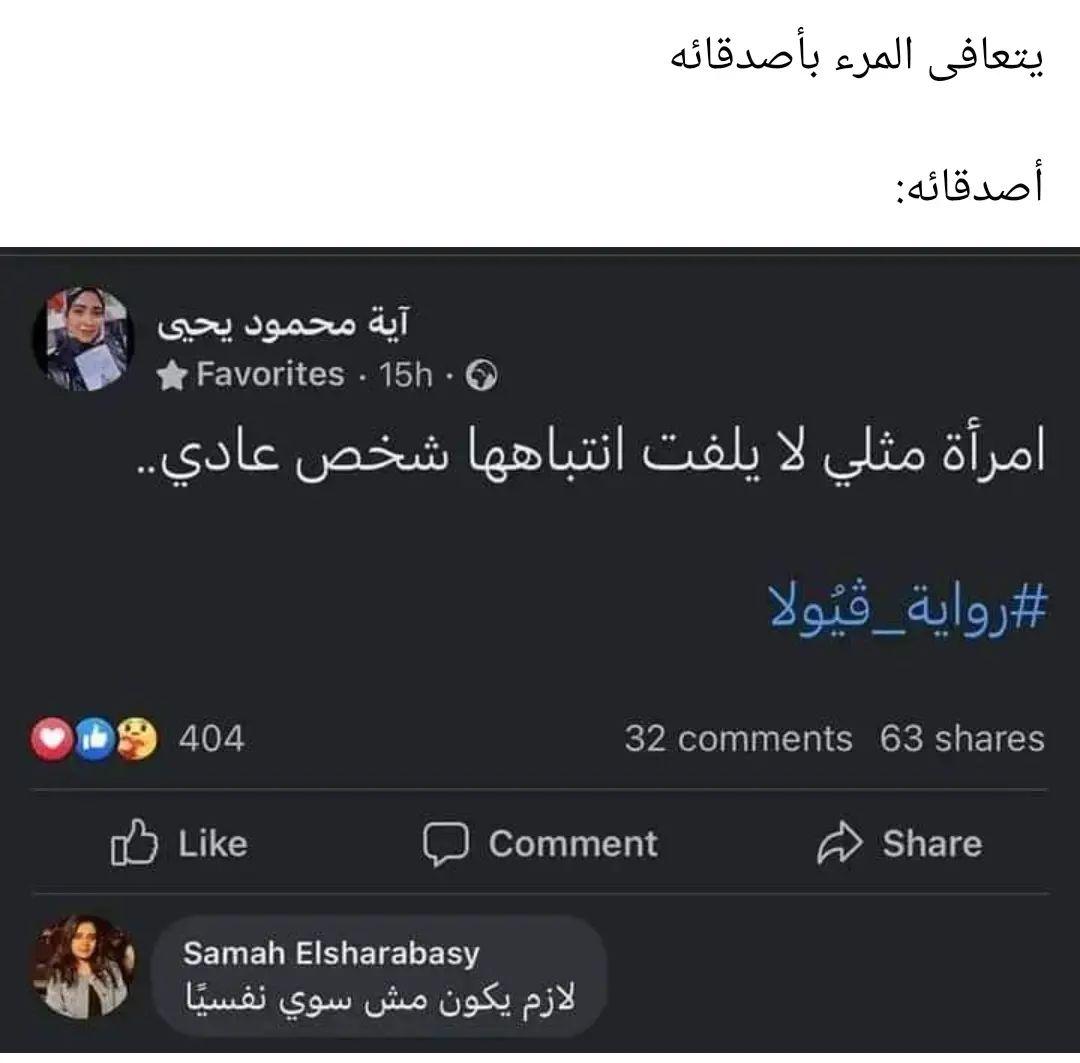 يتعافى المرء بأصدقائه
أصدقائه:
آية محمود يحيى
Favorites · 15h ·
امرأة مثلي لا يلفت انتباهها شخص عادي..
#رواية_ڤيُولا
404
32 comments 63 shares
Like Comment Share
Samah Elsharabasy
لازم يكون مش سوي نفسيًا